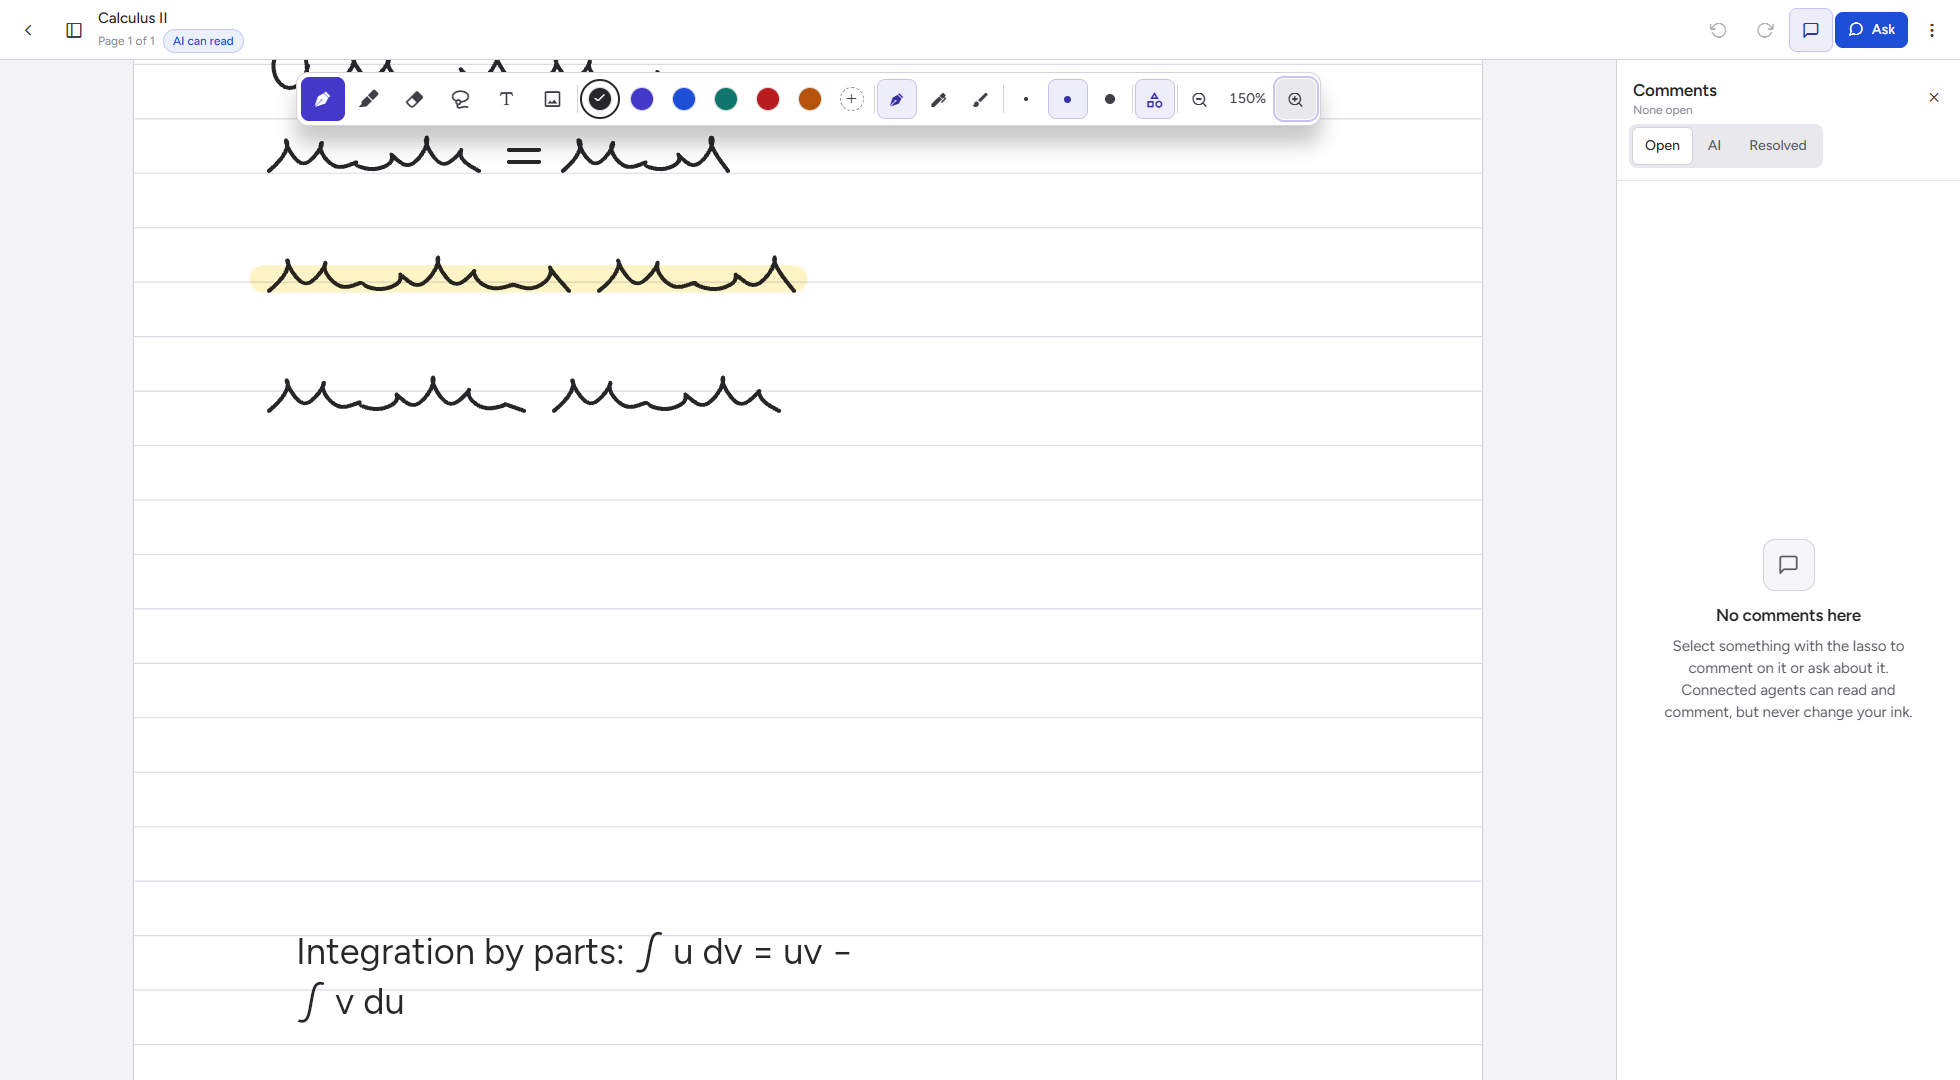 Calculus II
Page 1 of 1 AI can read
Ask
150%
Integration by parts: ∫ u dv = uv −
∫ v du
Comments
None open
Open AI Resolved
No comments here
Select something with the lasso to
comment on it or ask about it.
Connected agents can read and
comment, but never change your ink.